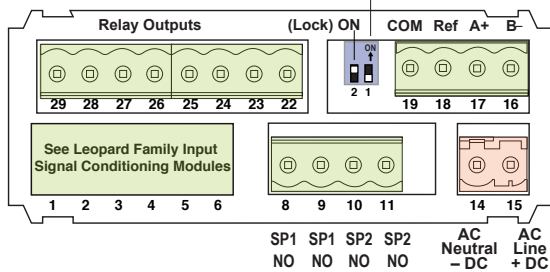 Relay Outputs
(Lock) ON
COM Ref A+ B–
ON
29 28 27 26 25 24 23 22
2 1
19 18 17 16
See Leopard Family Input
Signal Conditioning Modules
1 2 3 4 5 6
8 9 10 11
14 15
SP1 SP1 SP2 SP2
NO NO NO NO
AC AC
Neutral Line
– DC + DC